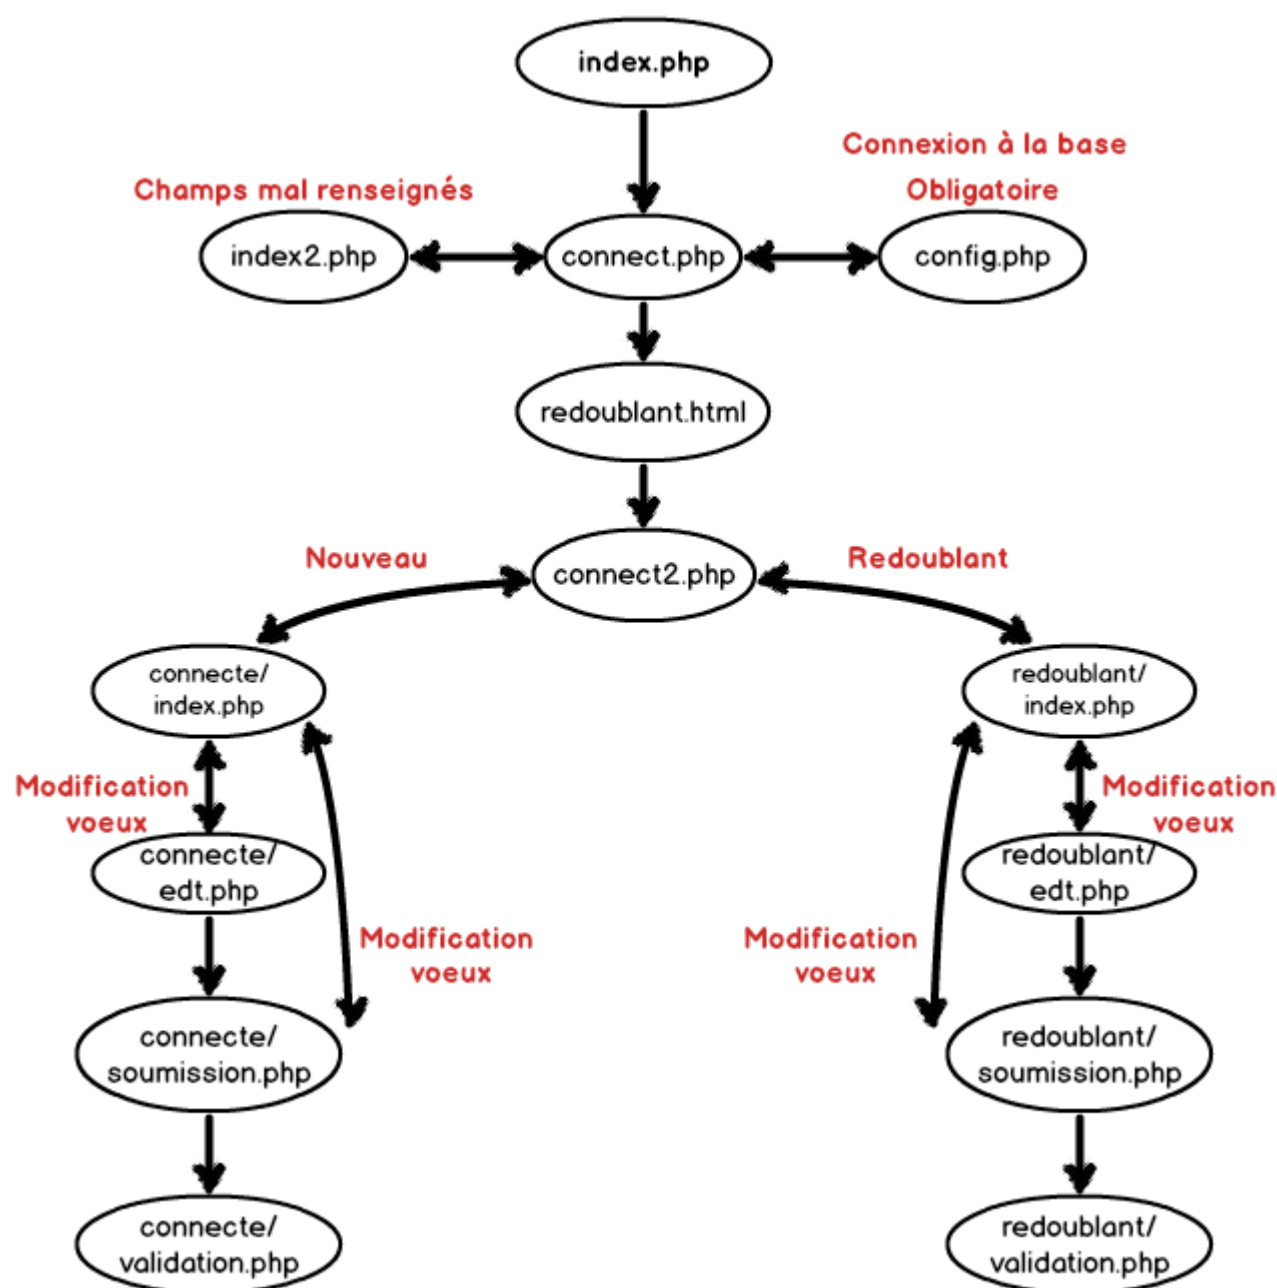 index.php
Connexion à la base
Obligatoire
Champs mal renseignés
index2.php
connect.php
config.php
redoublant.html
Nouveau
Redoublant
connect2.php
connecte/
index.php
redoublant/
index.php
Modification
voeux
Modification
voeux
connecte/
edt.php
redoublant/
edt.php
Modification
voeux
Modification
voeux
connecte/
soumission.php
redoublant/
soumission.php
connecte/
validation.php
redoublant/
validation.php